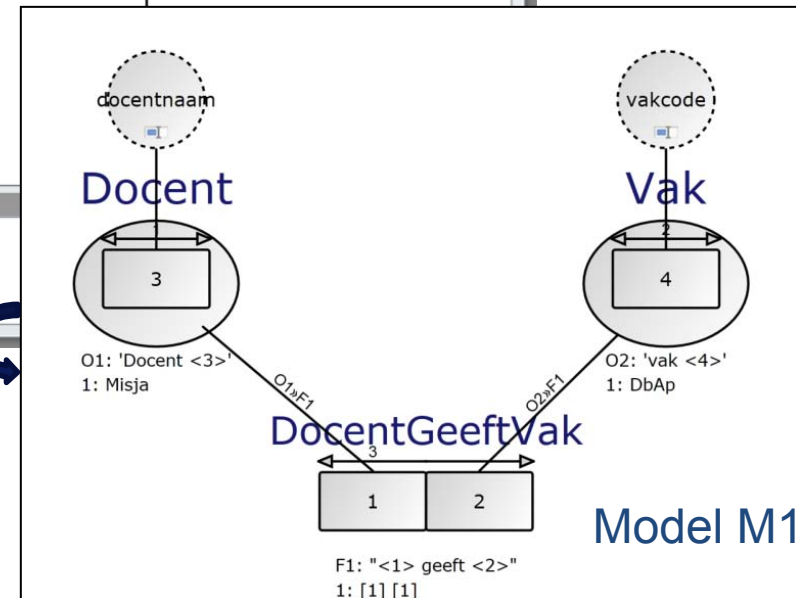 docentnaam
vakcode
Docent
Vak
1
2
3
4
O1: 'Docent <3>'
1: Misja
O2: 'vak <4>'
1: DbAp
O1»F1
O2»F1
DocentGeeftVak
3
1
2
Model M1
F1: "<1> geeft <2>"
1: [1] [1]